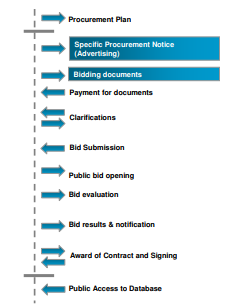 Procurement Plan
Specific Procurement Notice
(Advertising)
Bidding documents
Payment for documents
Clarifications
Bid Submission
Public bid opening
Bid evaluation
Bid results & notification
Award of Contract and Signing
Public Access to Database